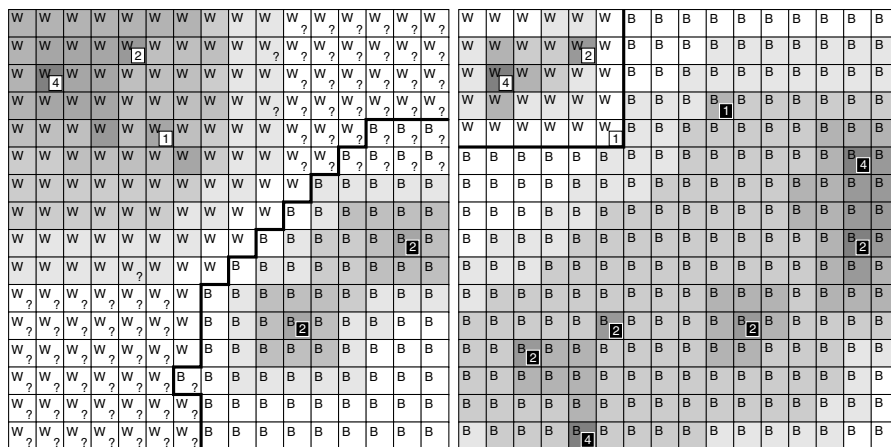 W W W W W W W W W W W? W? W? W? W? W? W W W W W W B B B B B B B B B B
W W W W W 2 W W W W W? W? W? W? W? W? W? W W W W W 2 W B B B B B B B B B B
W W 4 W W W W W W W W W? W? W? W? W? W? W W 4 W W W W B B B B B B B B B B
W W W W W W W W W W? W? W? W? W? W? W? W W W W W W B B B B 1 B B B B B B
W W W W W W 1 W W W W W? W? W? B? B? B? W W W W W W 1 B B B B B B B B B B
W W W W W W W W W W W? W? B? B? B? B? B B B B B B B B B B B B B B B 4 B
W W W W W W W W W W W B B B B B B B B B B B B B B B B B B B B B
W W W W W W W W W W B B B B B B B B B B B B B B B B B B B B B B
W W W W W W W W W B B B B B B 2 B B B B B B B B B B B B B B B B 2 B
W W W W W? W W W B B B B B B B B B B B B B B B B B B B B B B B B
W? W? W? W? W? W? W B B B B B B B B B B B B B B B B B B B B B B B B B
W? W? W? W? W? W? W B B B B 2 B B B B B B B B B B B 2 B B B B B 2 B B B B B
W? W? W? W? W? W? W B B B B B B B B B B B B 2 B B B B B B B B B B B B B
W? W? W? W? W? W? B? B B B B B B B B B B B B B B B B B B B B B B B B B
W? W? W? W? W? W? W? B B B B B B B B B B B B B B B B B B B B B B B B B
W? W? W? W? W? W? W? B B B B B B B B B B B B B B 4 B B B B B B B B B B B